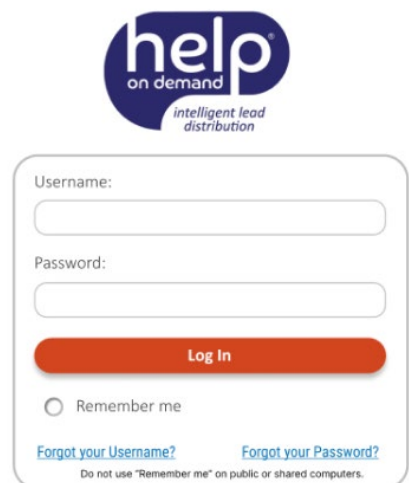 help®
on demand
intelligent lead
distribution
Username:
Password:
Log In
Remember me
Forgot your Username? Forgot your Password?
Do not use "Remember me" on public or shared computers.